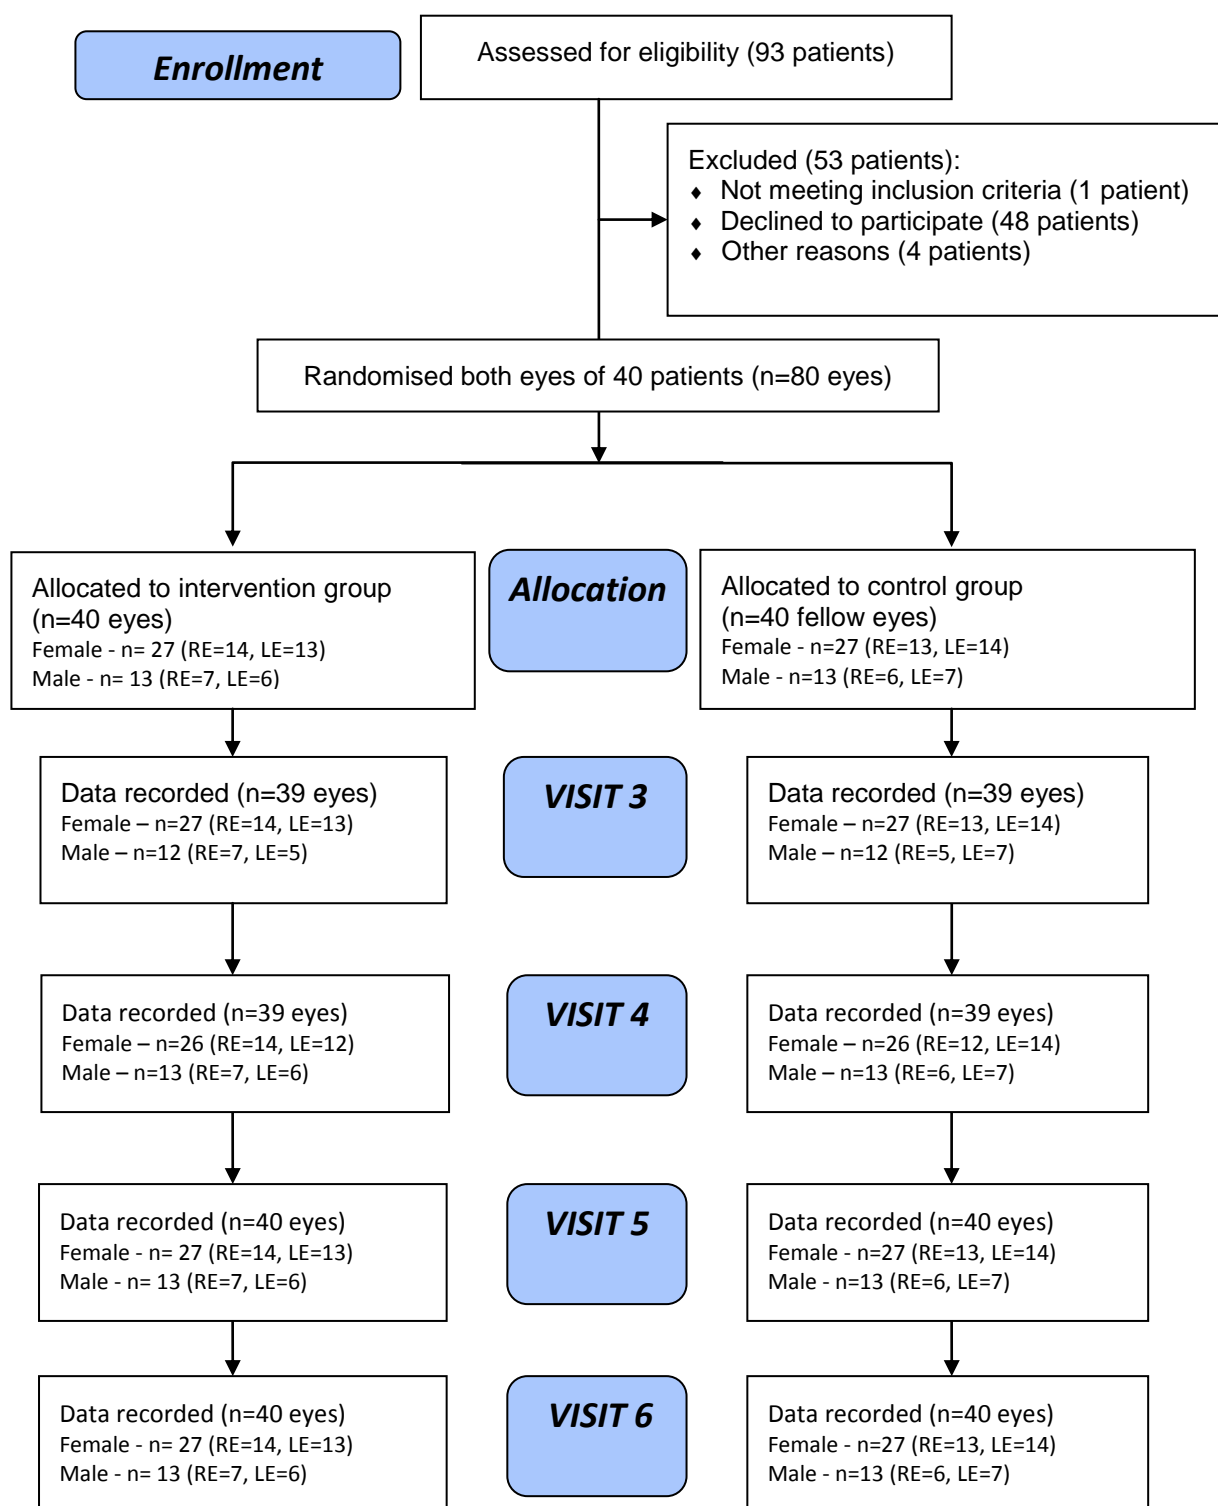 Enrollment
Assessed for eligibility (93 patients)
Excluded (53 patients):
♦ Not meeting inclusion criteria (1 patient)
♦ Declined to participate (48 patients)
♦ Other reasons (4 patients)
Randomised both eyes of 40 patients (n=80 eyes)
Allocated to intervention group
(n=40 eyes)
Female - n= 27 (RE=14, LE=13)
Male - n= 13 (RE=7, LE=6)
Allocation
Allocated to control group
(n=40 fellow eyes)
Female - n=27 (RE=13, LE=14)
Male - n=13 (RE=6, LE=7)
Data recorded (n=39 eyes)
Female – n=27 (RE=14, LE=13)
Male – n=12 (RE=7, LE=5)
VISIT 3
Data recorded (n=39 eyes)
Female – n=27 (RE=13, LE=14)
Male – n=12 (RE=5, LE=7)
Data recorded (n=39 eyes)
Female – n=26 (RE=14, LE=12)
Male – n=13 (RE=7, LE=6)
VISIT 4
Data recorded (n=39 eyes)
Female – n=26 (RE=12, LE=14)
Male – n=13 (RE=6, LE=7)
Data recorded (n=40 eyes)
Female - n= 27 (RE=14, LE=13)
Male - n= 13 (RE=7, LE=6)
VISIT 5
Data recorded (n=40 eyes)
Female - n=27 (RE=13, LE=14)
Male - n=13 (RE=6, LE=7)
Data recorded (n=40 eyes)
Female - n= 27 (RE=14, LE=13)
Male - n= 13 (RE=7, LE=6)
VISIT 6
Data recorded (n=40 eyes)
Female - n=27 (RE=13, LE=14)
Male - n=13 (RE=6, LE=7)